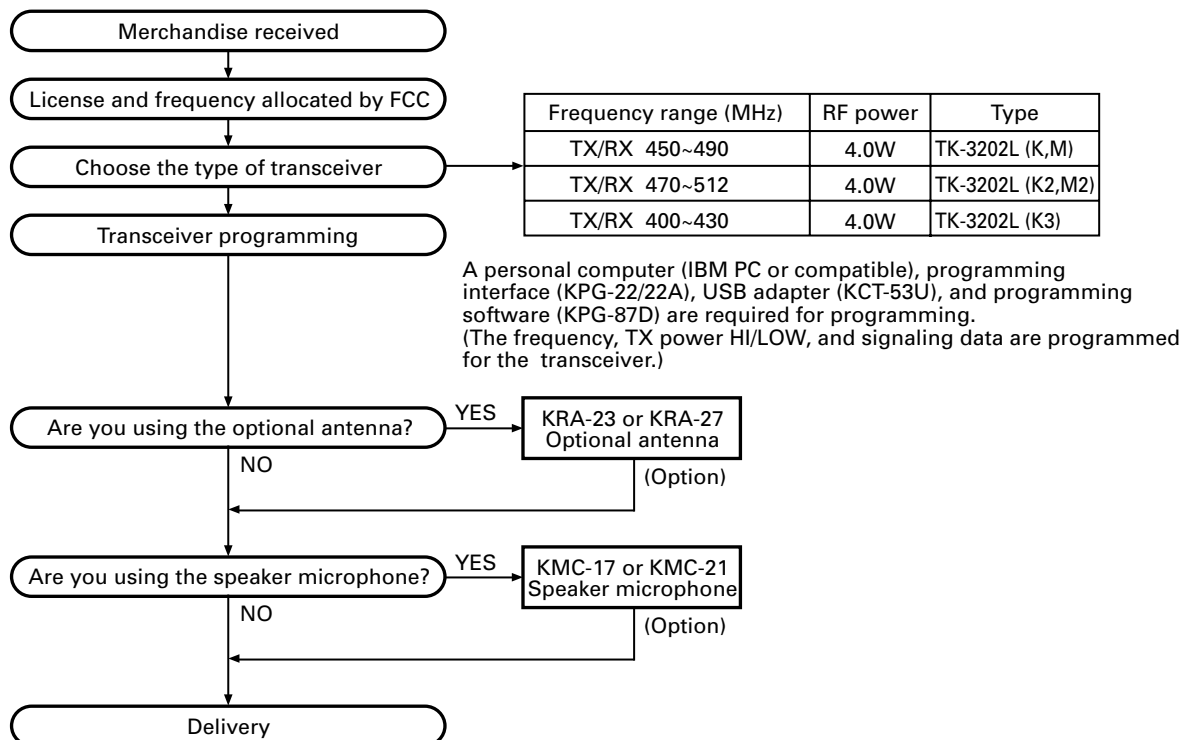 Merchandise received
License and frequency allocated by FCC
Choose the type of transceiver
Frequency range (MHz) RF power Type
TX/RX 450~490 4.0W TK-3202L (K,M)
TX/RX 470~512 4.0W TK-3202L (K2,M2)
TX/RX 400~430 4.0W TK-3202L (K3)
Transceiver programming
A personal computer (IBM PC or compatible), programming
interface (KPG-22/22A), USB adapter (KCT-53U), and programming
software (KPG-87D) are required for programming.
(The frequency, TX power HI/LOW, and signaling data are programmed
for the transceiver.)
Are you using the optional antenna?
YES
KRA-23 or KRA-27
Optional antenna
(Option)
NO
Are you using the speaker microphone?
YES
KMC-17 or KMC-21
Speaker microphone
(Option)
NO
Delivery